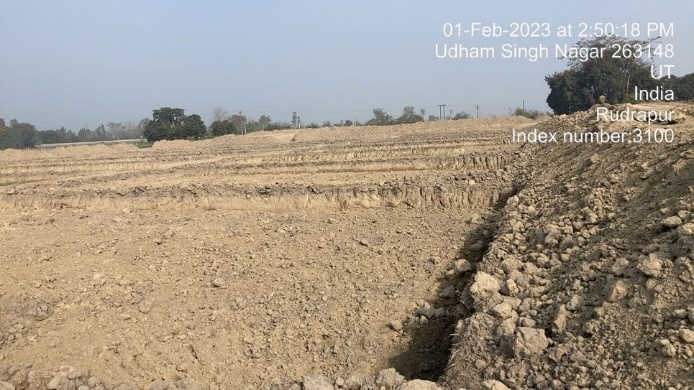 01-Feb-2023 at 2:50:18 PM
Udham Singh Nagar 263148
UT
India
Rudrapur
Index number:3100